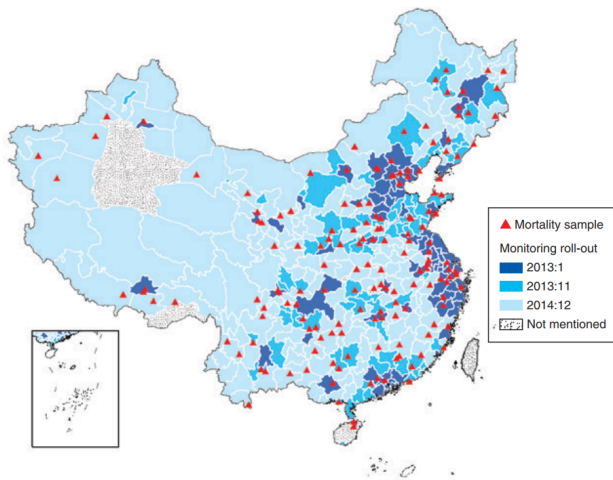 Mortality sample
Monitoring roll-out
2013:1
2013:11
2014:12
Not mentioned